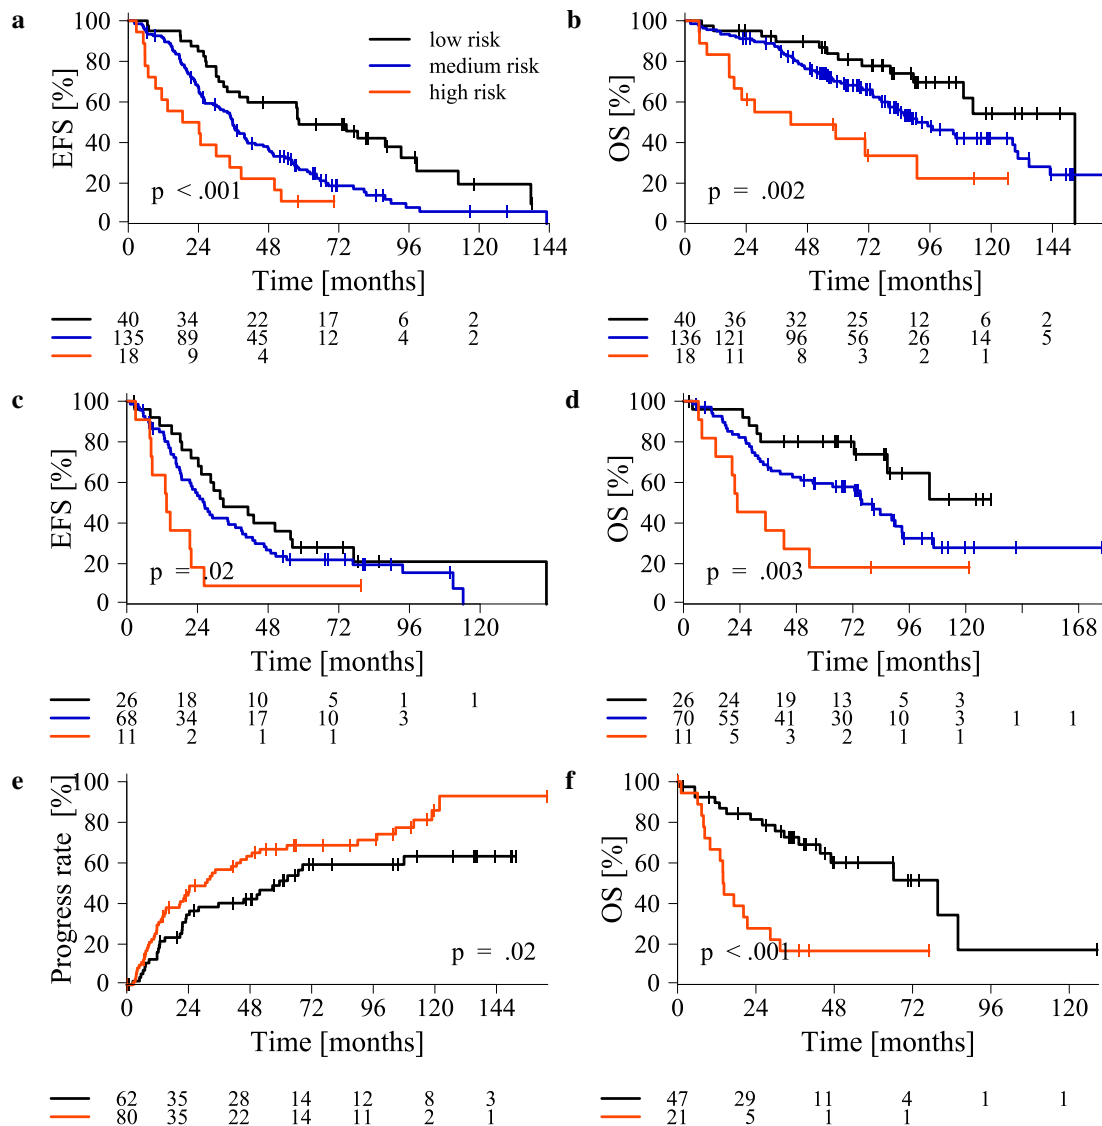 a
EFS [%]
100
80
60
40
20
0
low risk
medium risk
high risk
p < .001
0 24 48 72 96 120 144
Time [months]
40 34 22 17 6 2
135 89 45 12 4 2
18 9 4
b
OS [%]
100
80
60
40
20
0
p = .002
0 24 48 72 96 120 144
Time [months]
40 36 32 25 12 6 2
136 121 96 56 26 14 5
18 11 8 3 2 1
c
EFS [%]
100
80
60
40
20
0
p = .02
0 24 48 72 96 120
Time [months]
26 18 10 5 1 1
68 34 17 10 3
11 2 1 1
d
OS [%]
100
80
60
40
20
0
p = .003
0 24 48 72 96 120 168
Time [months]
26 24 19 13 5 3
70 55 41 30 10 3 1 1
11 5 3 2 1 1
e
Progress rate [%]
100
80
60
40
20
0
p = .02
0 24 48 72 96 120 144
Time [months]
62 35 28 14 12 8 3
80 35 22 14 11 2 1
f
OS [%]
100
80
60
40
20
0
p < .001
0 24 48 72 96 120
Time [months]
47 29 11 4 1 1
21 5 1 1